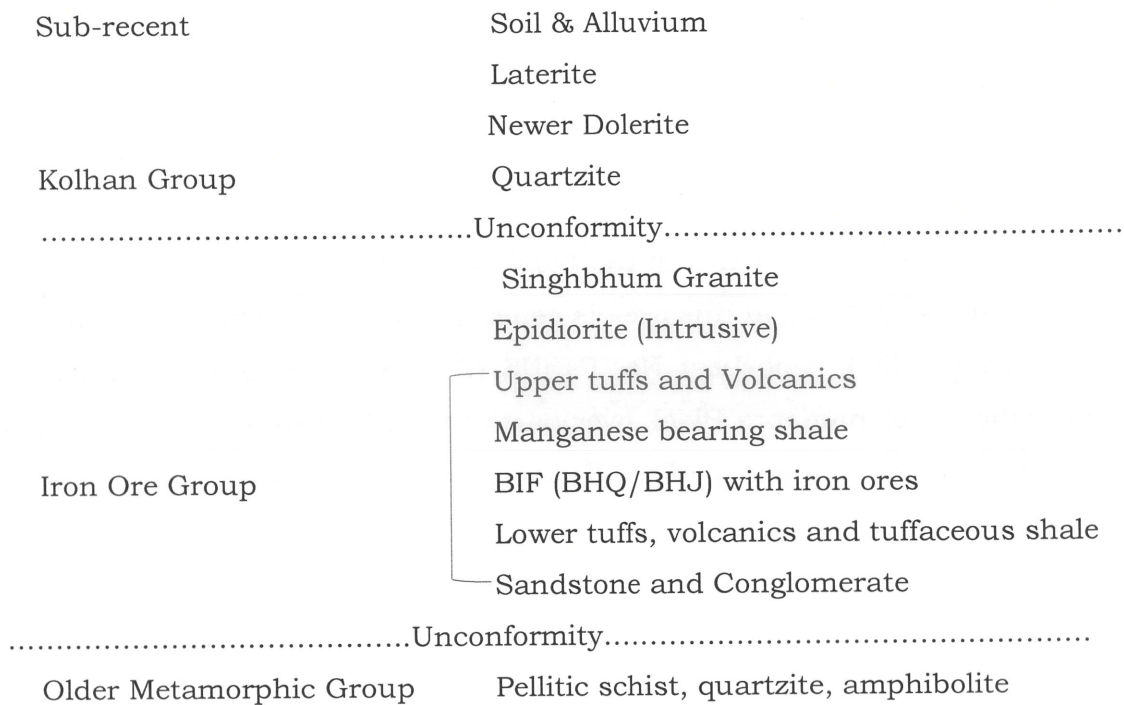 Sub-recent Soil & Alluvium
Laterite
Newer Dolerite
Kolhan Group Quartzite
................................................Unconformity..................................................
Singhbhum Granite
Epidiorite (Intrusive)
Upper tuffs and Volcanics
Manganese bearing shale
Iron Ore Group BIF (BHQ/BHJ) with iron ores
Lower tuffs, volcanics and tuffaceous shale
Sandstone and Conglomerate
.............................................Unconformity.....................................................
Older Metamorphic Group Pellitic schist, quartzite, amphibolite